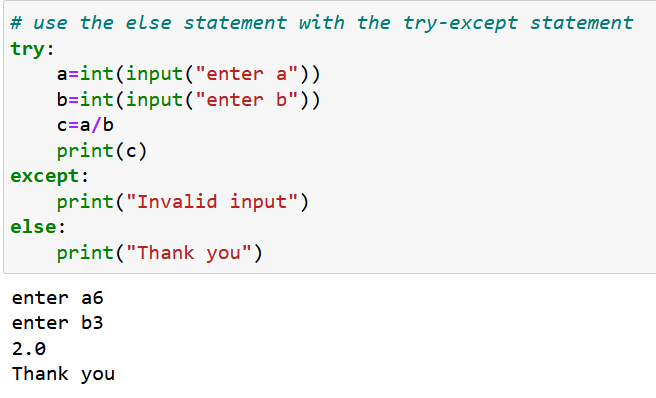 # use the else statement with the try-except statement
try:
    a=int(input("enter a"))
    b=int(input("enter b"))
    c=a/b
    print(c)
except:
    print("Invalid input")
else:
    print("Thank you")
enter a6
enter b3
2.0
Thank you